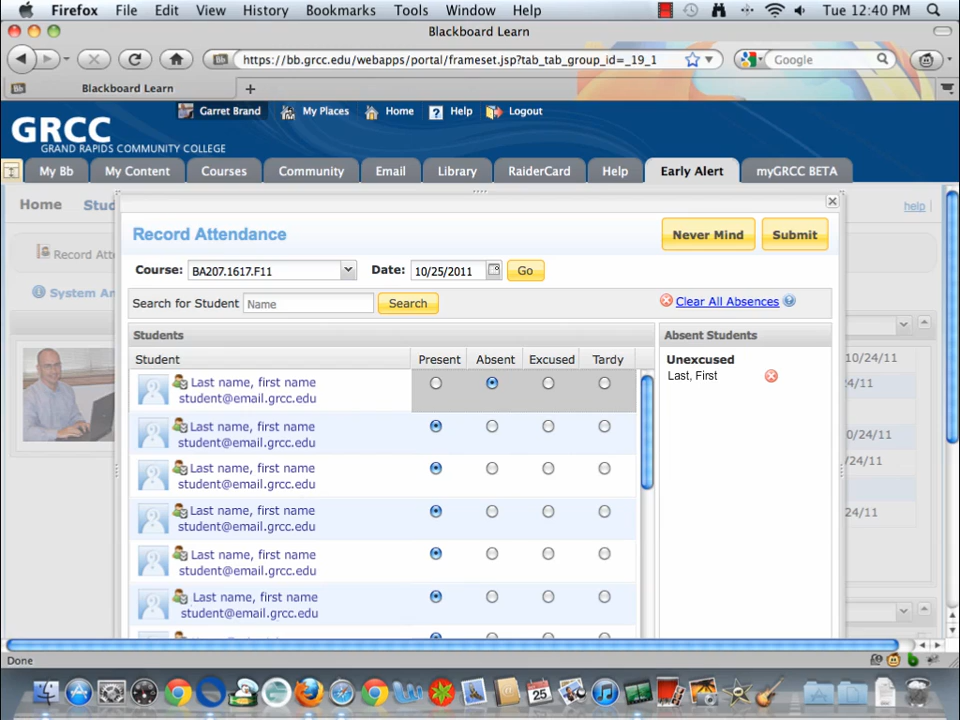 Firefox File Edit View History Bookmarks Tools Window Help Tue 12:40 PM
Blackboard Learn
https://bb.grcc.edu/webapps/portal/frameset.jsp?tab_tab_group_id=_19_1 Google
Blackboard Learn
Garret Brand My Places Home Help Logout
GRCC
GRAND RAPIDS COMMUNITY COLLEGE
My Bb My Content Courses Community Email Library RaiderCard Help Early Alert myGRCC BETA
Home Stud help
Record Attendance Never Mind Submit
Record Att
Course: BA207.1617.F11 Date: 10/25/2011 Go
System An
Search for Student Name Search Clear All Absences
Students Absent Students
Student Present Absent Excused Tardy Unexcused
10/24/11
Last, First
Last name, first name
24/11
student@email.grcc.edu
Last name, first name
0/24/11
student@email.grcc.edu
/24/11
Last name, first name
student@email.grcc.edu
Last name, first name
24/11
student@email.grcc.edu
Last name, first name
student@email.grcc.edu
Last name, first name
student@email.grcc.edu
Done
25